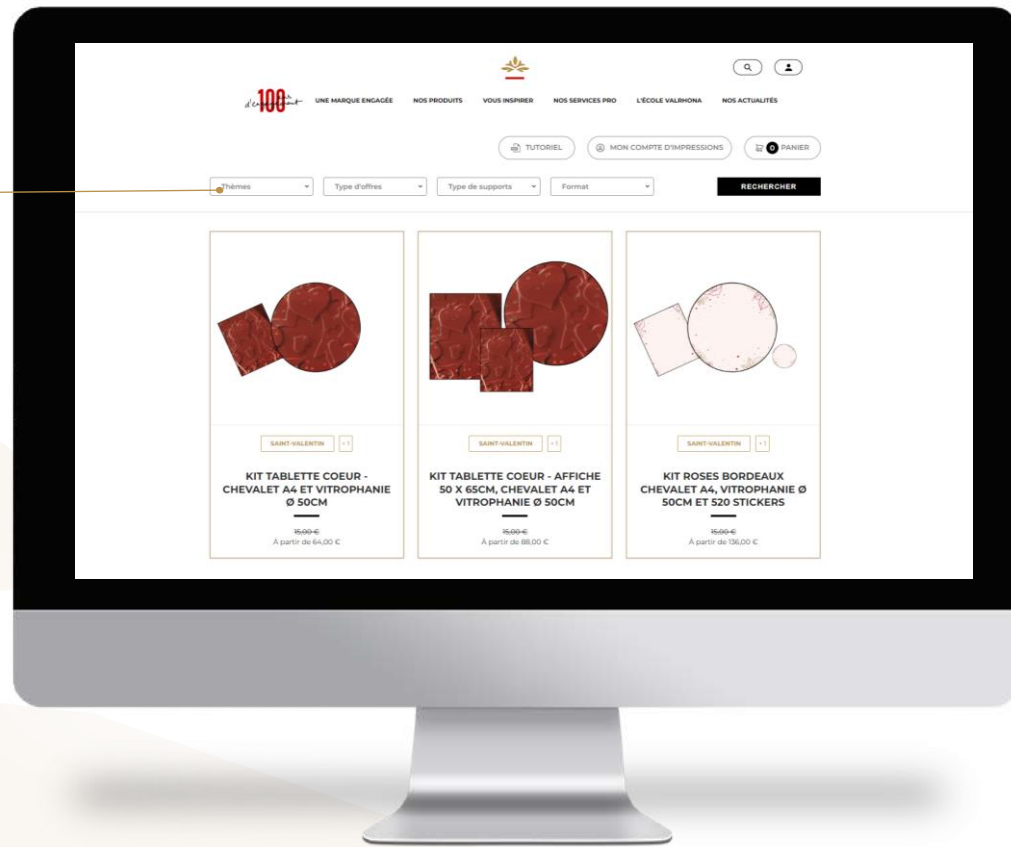 100 ans
d'engagement
UNE MARQUE ENGAGÉE NOS PRODUITS VOUS INSPIRER NOS SERVICES PRO L'ÉCOLE VALRHONA NOS ACTUALITÉS
TUTORIEL MON COMPTE D'IMPRESSIONS 0 PANIER
Thèmes Type d'offres Type de supports Format RECHERCHER
SAINT-VALENTIN +1
KIT TABLETTE COEUR -
CHEVALET A4 ET VITROPHANIE
Ø 50CM
15,00 €
À partir de 64,00 €
SAINT-VALENTIN +1
KIT TABLETTE COEUR - AFFICHE
50 X 65CM, CHEVALET A4 ET
VITROPHANIE Ø 50CM
15,00 €
À partir de 88,00 €
SAINT-VALENTIN +1
KIT ROSES BORDEAUX
CHEVALET A4, VITROPHANIE Ø
50CM ET 520 STICKERS
15,00 €
À partir de 136,00 €